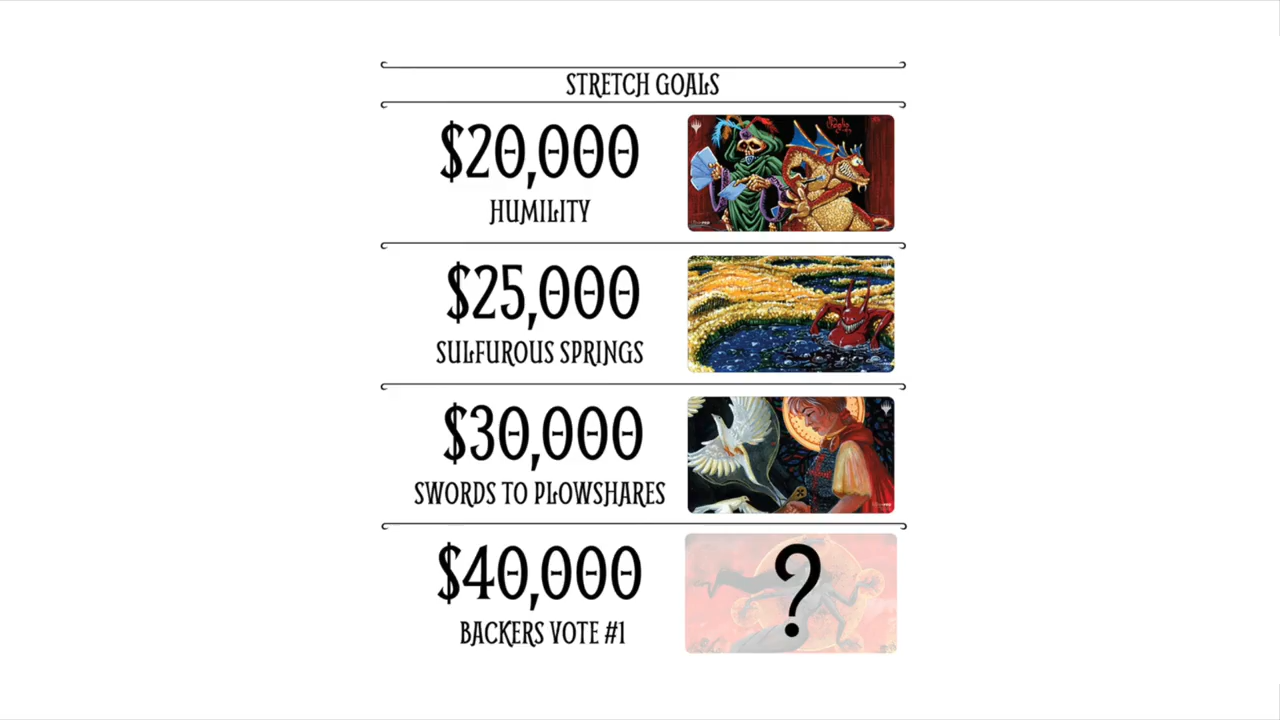 STRETCH GOALS
$20,000
HUMILITY
$25,000
SULFUROUS SPRINGS
$30,000
SWORDS TO PLOWSHARES
$40,000
BACKERS VOTE #1
?